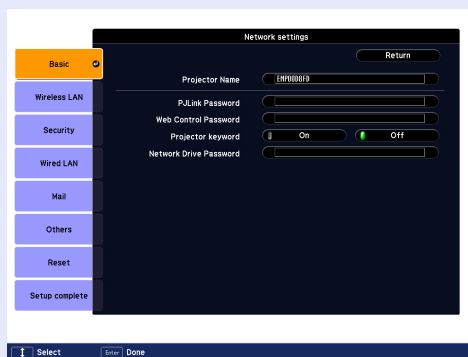 Network settings
Return
Basic
Projector Name
Wireless LAN
PJLink Password
Web Control Password
Security
Projector keyword On Off
Network Drive Password
Wired LAN
Mail
Others
Reset
Setup complete
Select Enter Done